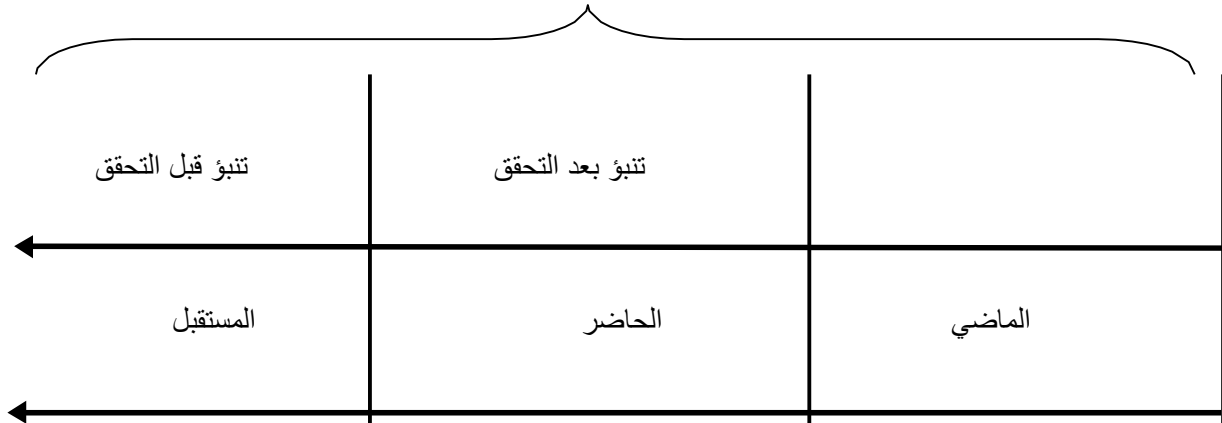 تنبؤ بعد التحقق
تنبؤ قبل التحقق
الماضي
الحاضر
المستقبل